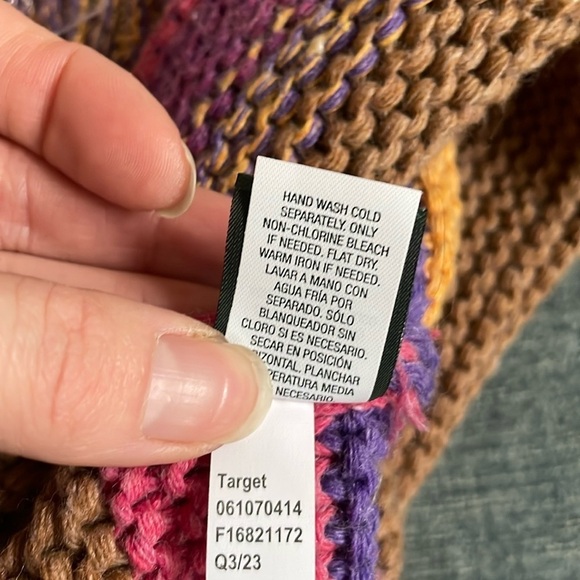 HAND WASH COLD
SEPARATELY. ONLY
NON-CHLORINE BLEACH
IF NEEDED. FLAT DRY.
WARM IRON IF NEEDED.
LAVAR A MANO CON
AGUA FRÍA POR
SEPARADO. SÓLO
BLANQUEADOR SIN
CLORO SI ES NECESARIO.
SECAR EN POSICIÓN
PLANCHAR
MEDIA
NECESARIO
Target
061070414
F16821172
Q3/23